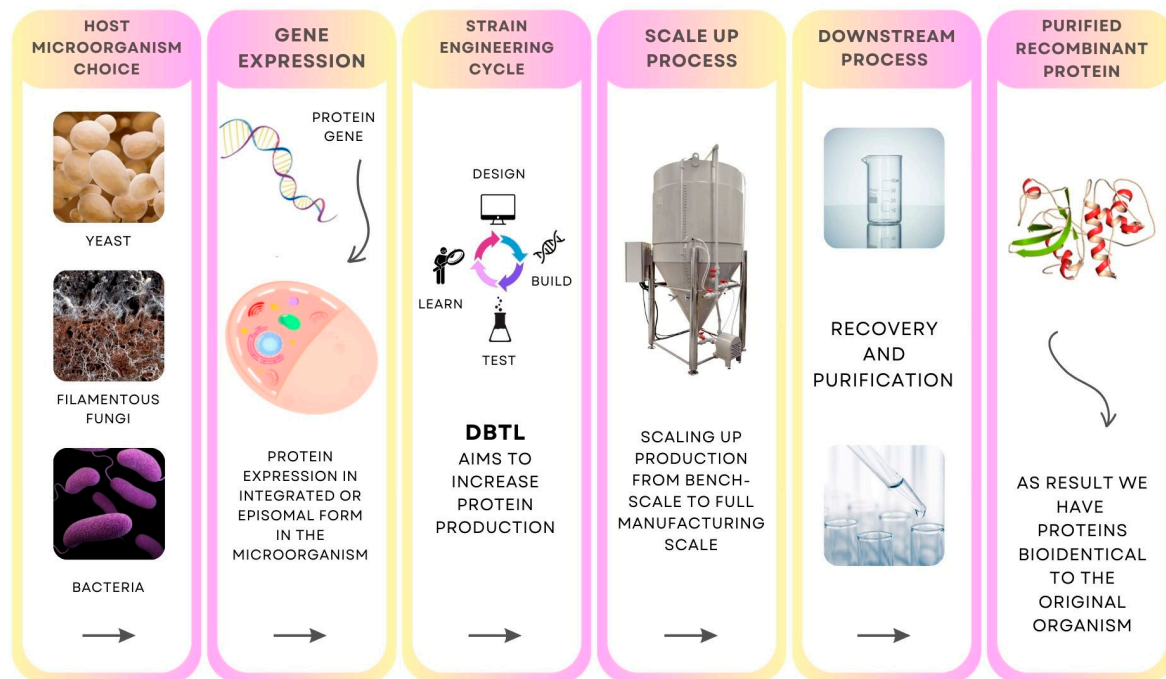 HOST
MICROORGANISM
CHOICE
YEAST
FILAMENTOUS
FUNGI
BACTERIA
GENE
EXPRESSION
PROTEIN
GENE
PROTEIN
EXPRESSION IN
INTEGRATED OR
EPISOMAL FORM
IN THE
MICROORGANISM
STRAIN
ENGINEERING
CYCLE
DESIGN
BUILD
LEARN
TEST
DBTL
AIMS TO
INCREASE
PROTEIN
PRODUCTION
SCALE UP
PROCESS
SCALING UP
PRODUCTION
FROM BENCH-
SCALE TO FULL
MANUFACTURING
SCALE
DOWNSTREAM
PROCESS
RECOVERY
AND
PURIFICATION
PURIFIED
RECOMBINANT
PROTEIN
AS RESULT WE
HAVE
PROTEINS
BIOIDENTICAL
TO THE
ORIGINAL
ORGANISM